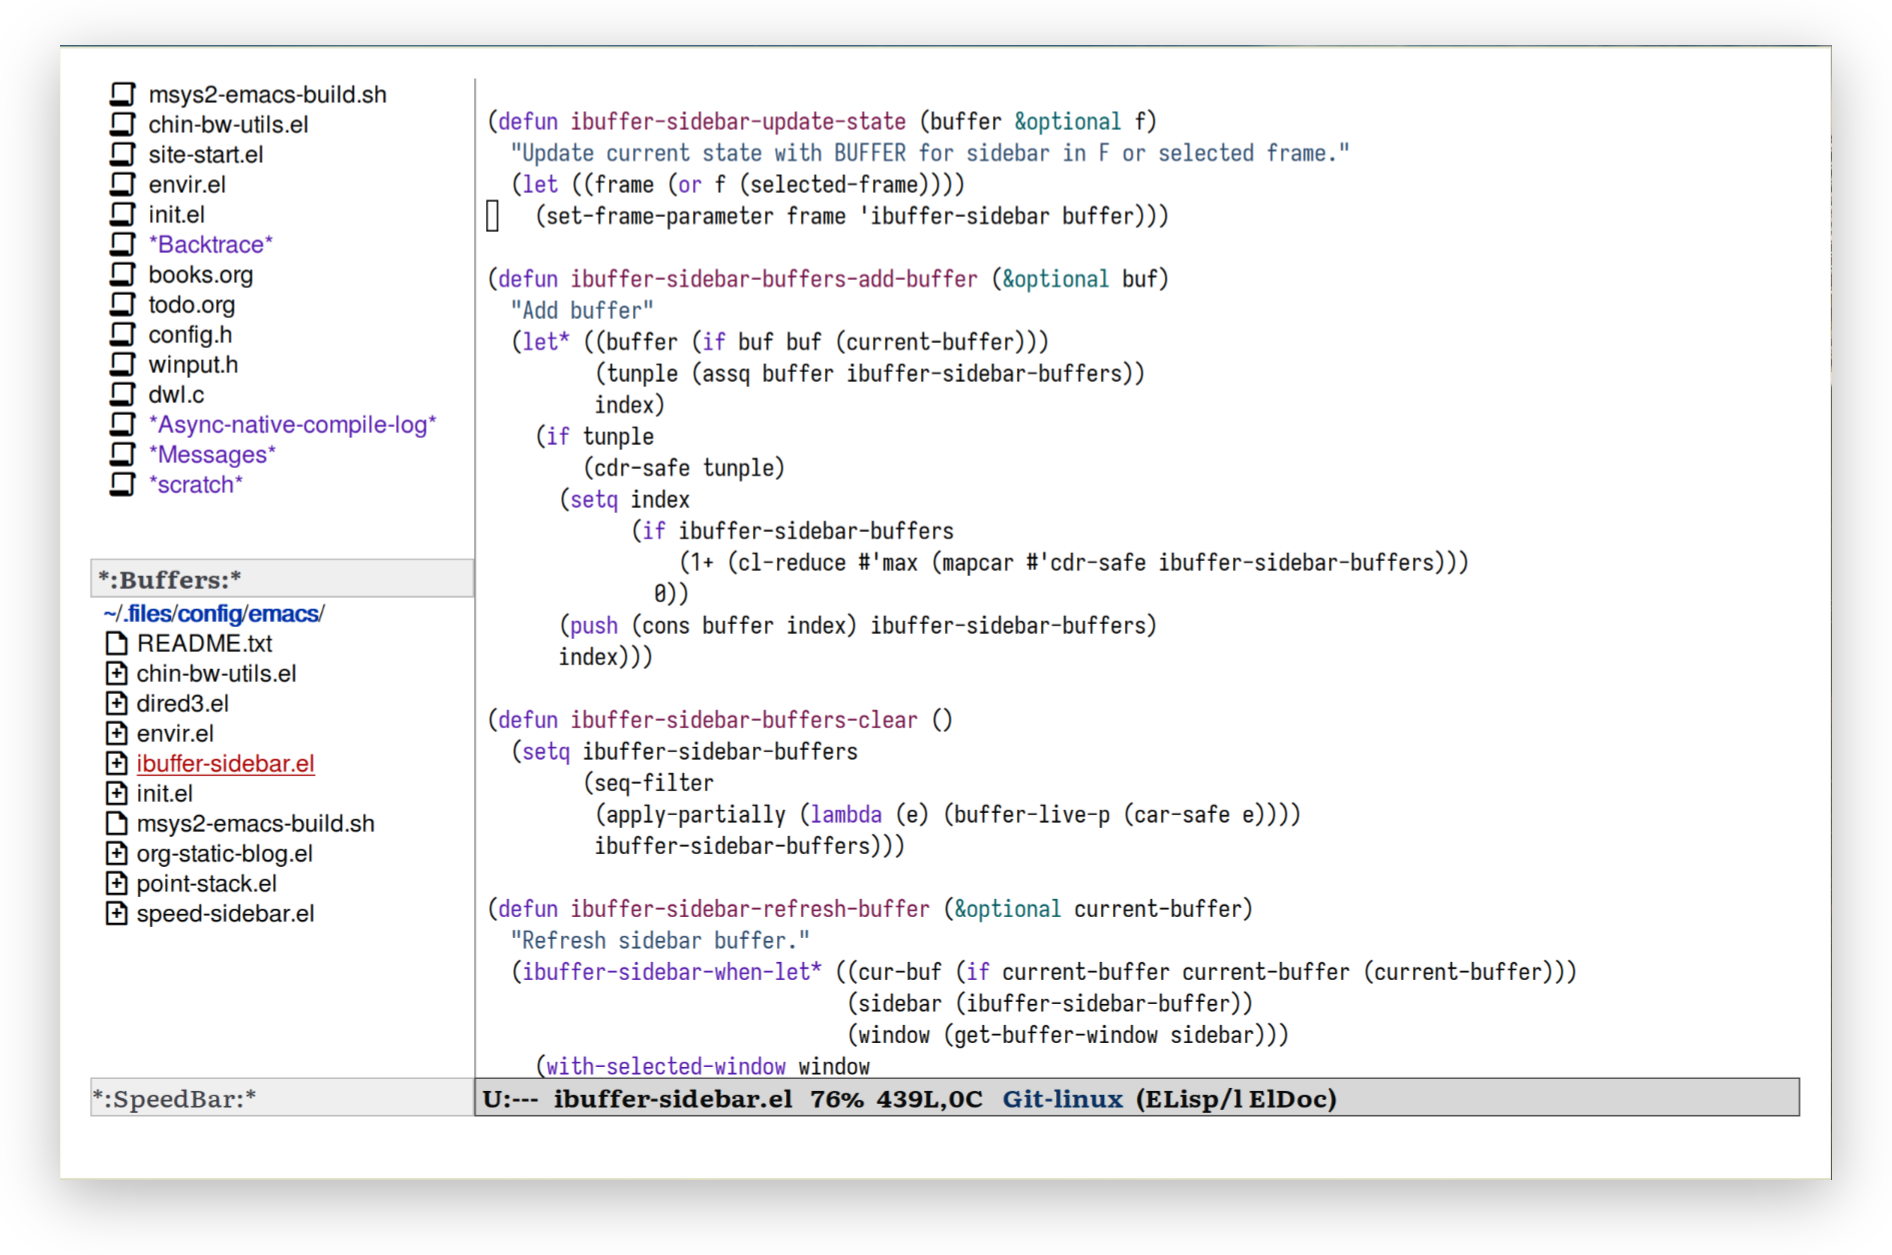 msys2-emacs-build.sh
chin-bw-utils.el
site-start.el
envir.el
init.el
*Backtrace*
books.org
todo.org
config.h
winput.h
dwl.c
*Async-native-compile-log*
*Messages*
*scratch*
*:Buffers:*
~/.files/config/emacs/
README.txt
chin-bw-utils.el
dired3.el
envir.el
ibuffer-sidebar.el
init.el
msys2-emacs-build.sh
org-static-blog.el
point-stack.el
speed-sidebar.el
*:SpeedBar:*
(defun ibuffer-sidebar-update-state (buffer &optional f)
  "Update current state with BUFFER for sidebar in F or selected frame."
  (let ((frame (or f (selected-frame))))
    (set-frame-parameter frame 'ibuffer-sidebar buffer)))
(defun ibuffer-sidebar-buffers-add-buffer (&optional buf)
  "Add buffer"
  (let* ((buffer (if buf buf (current-buffer)))
         (tunple (assq buffer ibuffer-sidebar-buffers))
         index)
    (if tunple
        (cdr-safe tunple)
      (setq index
            (if ibuffer-sidebar-buffers
                (1+ (cl-reduce #'max (mapcar #'cdr-safe ibuffer-sidebar-buffers)))
              0))
      (push (cons buffer index) ibuffer-sidebar-buffers)
      index)))
(defun ibuffer-sidebar-buffers-clear ()
  (setq ibuffer-sidebar-buffers
        (seq-filter
         (apply-partially (lambda (e) (buffer-live-p (car-safe e))))
         ibuffer-sidebar-buffers)))
(defun ibuffer-sidebar-refresh-buffer (&optional current-buffer)
  "Refresh sidebar buffer."
  (ibuffer-sidebar-when-let* ((cur-buf (if current-buffer current-buffer (current-buffer)))
                              (sidebar (ibuffer-sidebar-buffer))
                              (window (get-buffer-window sidebar)))
    (with-selected-window window
U:--- ibuffer-sidebar.el 76% 439L,0C Git-linux (ELisp/l ElDoc)